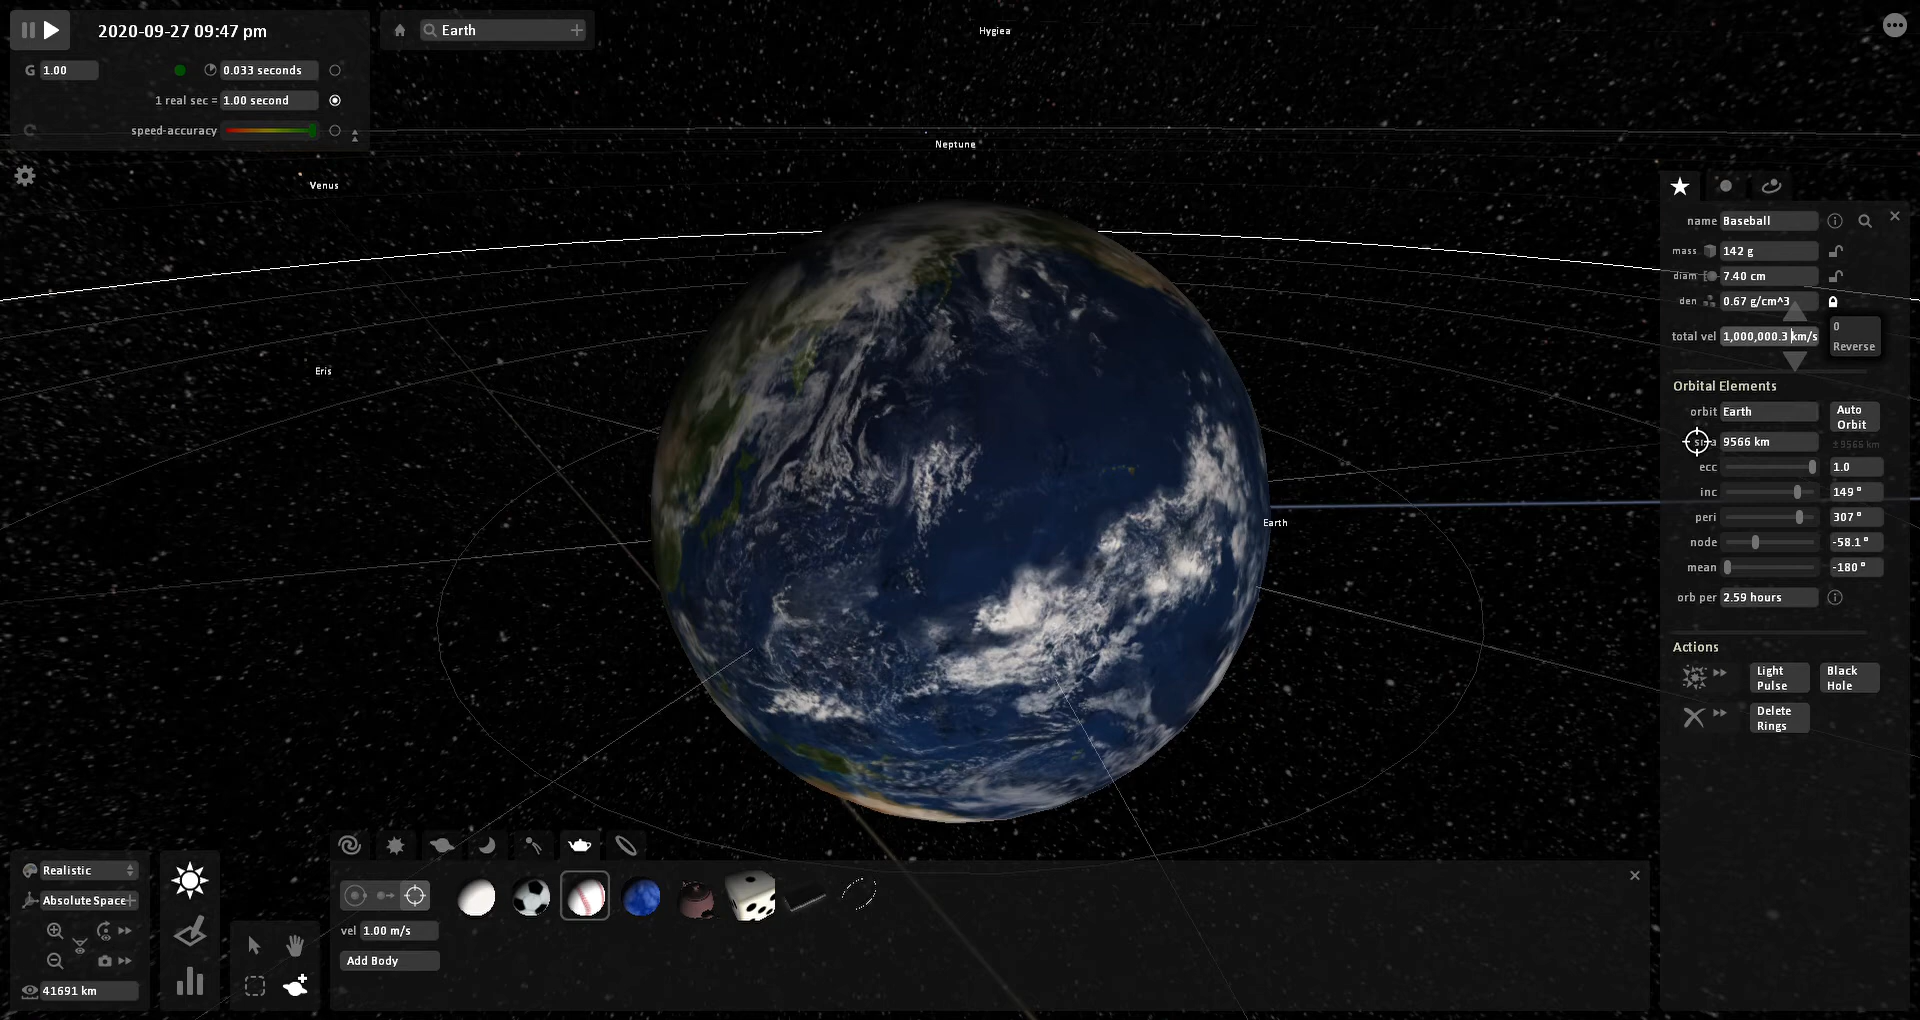 2020-09-27 09:47 pm
Earth
Hygiea
G 1.00
0.033 seconds
1 real sec = 1.00 second
speed-accuracy
Neptune
Venus
Eris
Earth
name Baseball
mass 142 g
diam 7.40 cm
den 0.67 g/cm^3
total vel 1,000,000.3 km/s
0
Reverse
Orbital Elements
orbit Earth
Auto
Orbit
9566 km
±9566 km
ecc 1.0
inc 149°
peri 307°
node -58.1°
mean -180°
orb per 2.59 hours
Actions
Light
Pulse
Black
Hole
Delete
Rings
Realistic
Absolute Space
41691 km
vel 1.00 m/s
Add Body